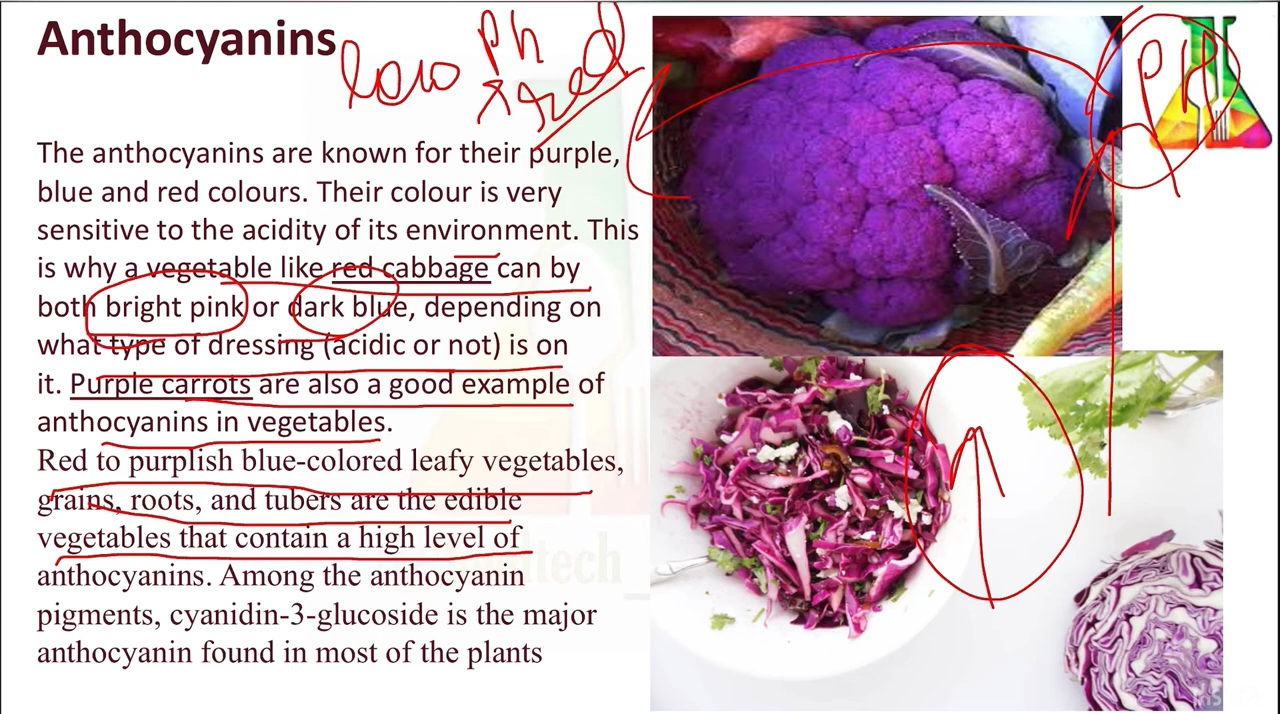 Anthocyanins
low Ph
red
PH
The anthocyanins are known for their purple,
blue and red colours. Their colour is very
sensitive to the acidity of its environment. This
is why a vegetable like red cabbage can by
both bright pink or dark blue, depending on
what type of dressing (acidic or not) is on
it. Purple carrots are also a good example of
anthocyanins in vegetables.
Red to purplish blue-colored leafy vegetables,
grains, roots, and tubers are the edible
vegetables that contain a high level of
anthocyanins. Among the anthocyanin
pigments, cyanidin-3-glucoside is the major
anthocyanin found in most of the plants